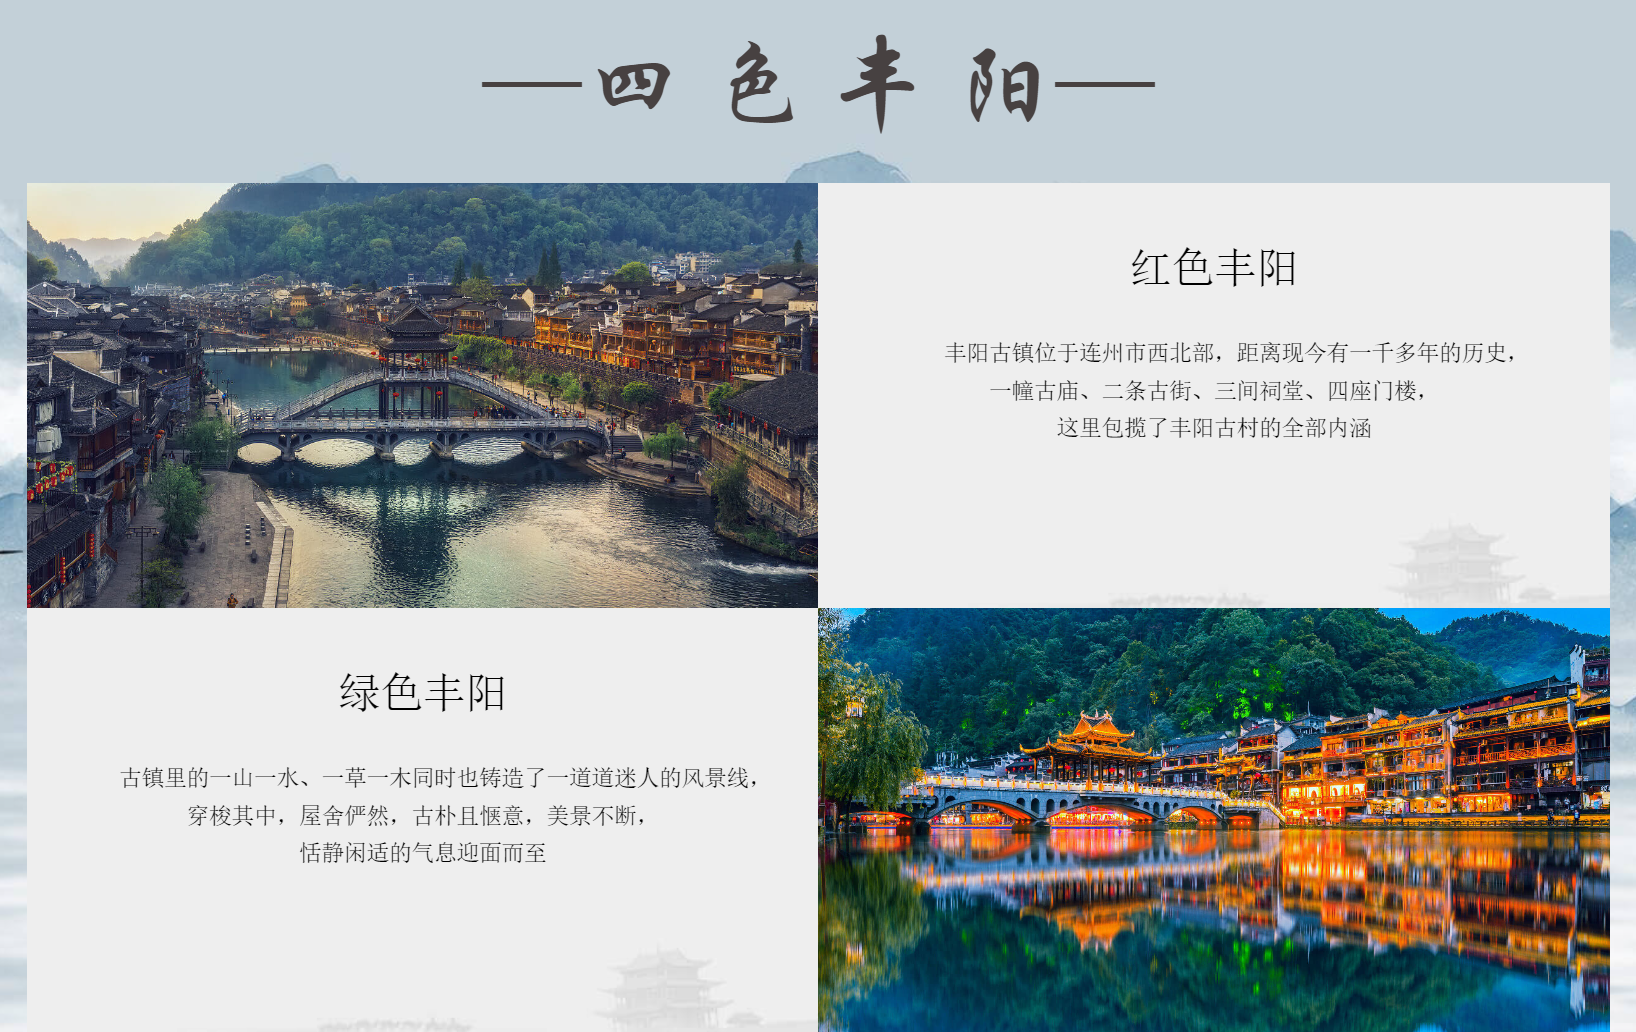 四色丰阳
红色丰阳
丰阳古镇位于连州市西北部，距离现今有一千多年的历史，
一幢古庙、二条古街、三间祠堂、四座门楼，
这里包揽了丰阳古村的全部内涵
绿色丰阳
古镇里的一山一水、一草一木同时也铸造了一道道迷人的风景线，
穿梭其中，屋舍俨然，古朴且惬意，美景不断，
恬静闲适的气息迎面而至